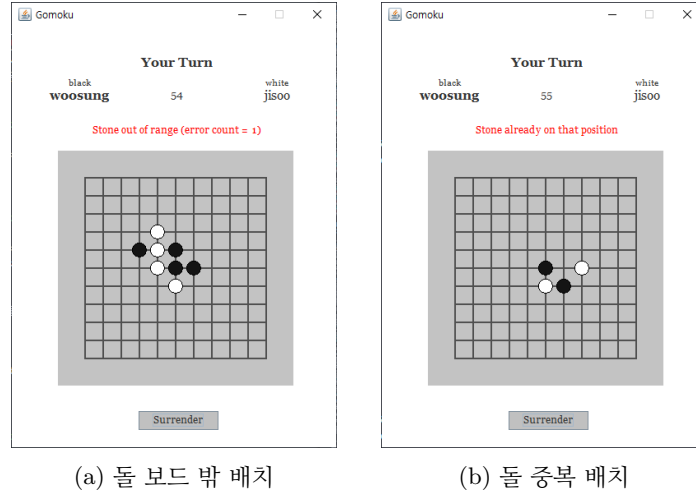 Gomoku
Your Turn
black white
woosung 54 jisoo
Stone out of range (error count = 1)
Surrender
(a) 돌 보드 밖 배치
Gomoku
Your Turn
black white
woosung 55 jisoo
Stone already on that position
Surrender
(b) 돌 중복 배치